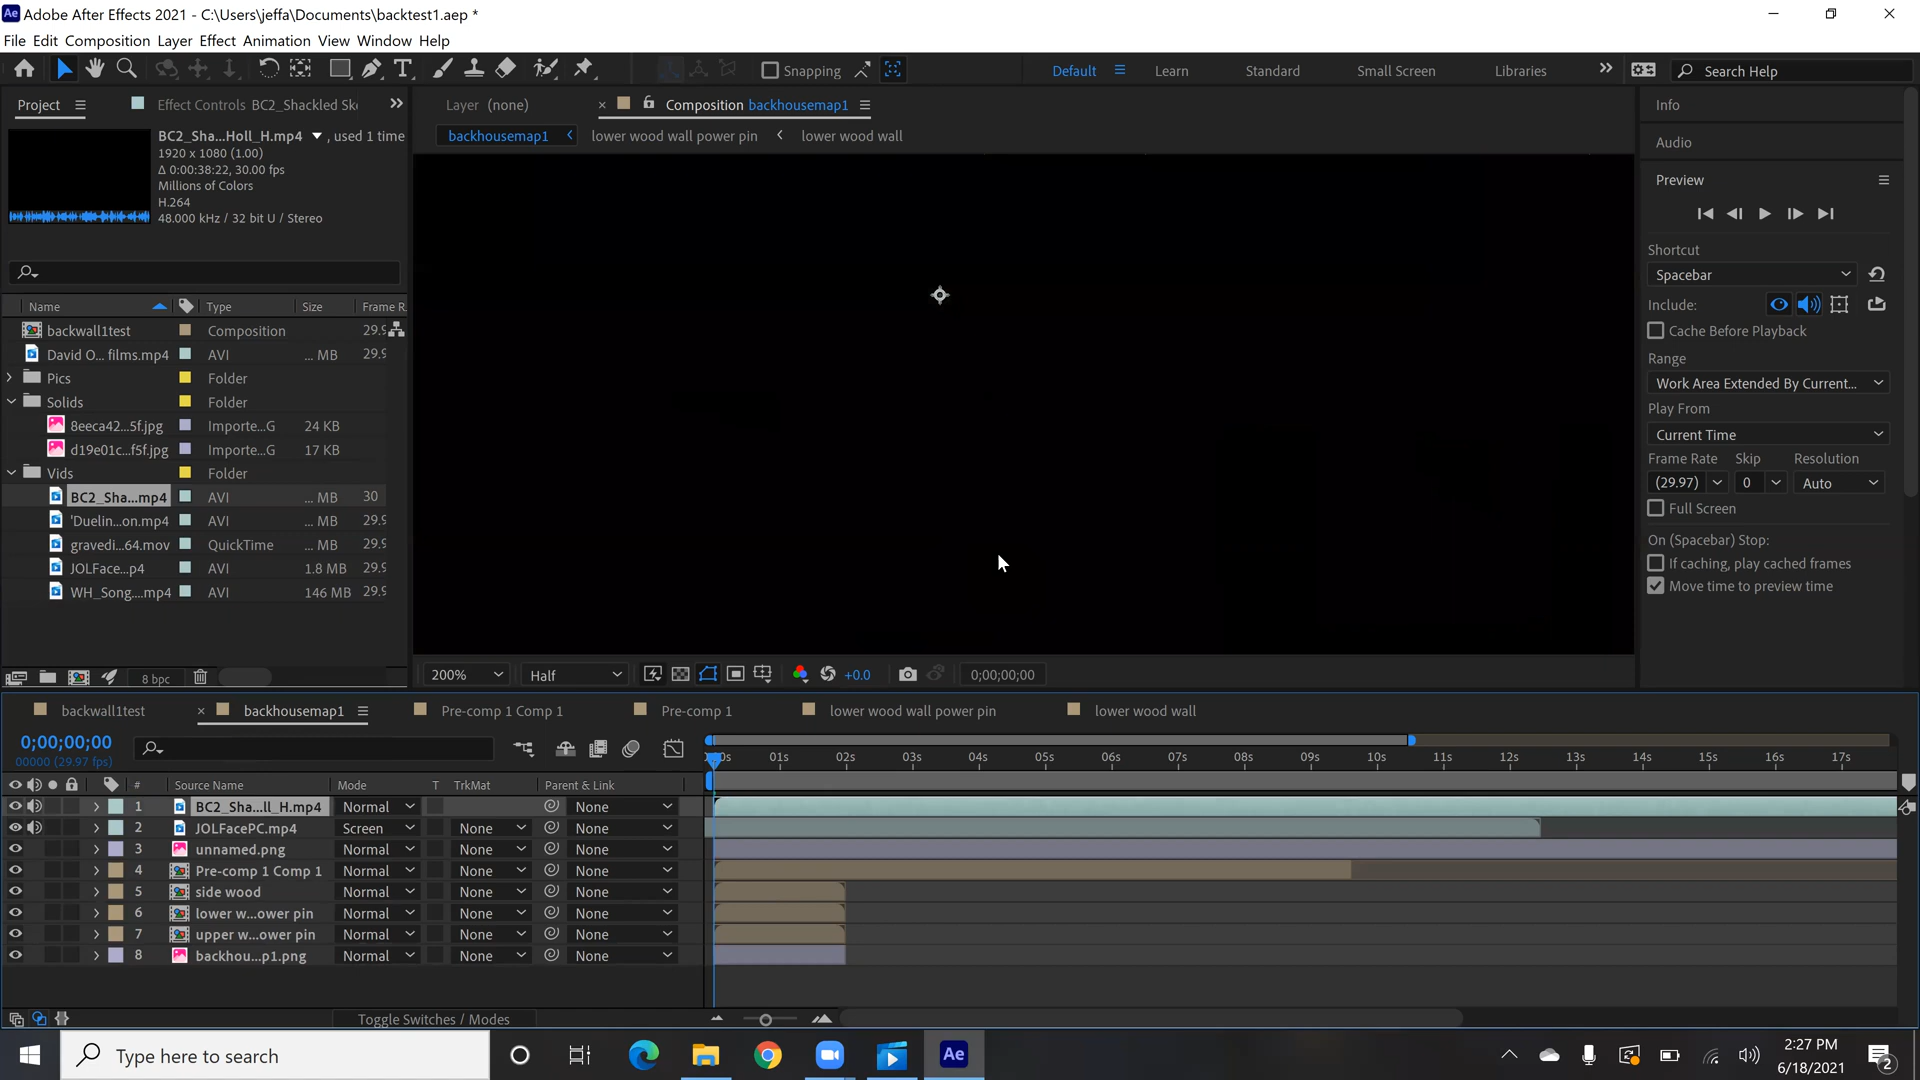 Adobe After Effects 2021 - C:\Users\jeffa\Documents\backtest1.aep *
File Edit Composition Layer Effect Animation View Window Help
Snapping
Default Learn Standard Small Screen Libraries Search Help
Project Effect Controls BC2_Shackled Sk
Layer (none) Composition backhousemap1
Info
BC2_Sha...Holl_H.mp4 , used 1 time
1920 x 1080 (1.00)
Δ 0:00:38:22, 30.00 fps
Millions of Colors
H.264
48.000 kHz / 32 bit U / Stereo
backhousemap1 lower wood wall power pin lower wood wall
Audio
Preview
Shortcut
Spacebar
Include:
Cache Before Playback
Range
Work Area Extended By Current...
Play From
Current Time
Frame Rate Skip Resolution
(29.97) 0 Auto
Full Screen
On (Spacebar) Stop:
If caching, play cached frames
Move time to preview time
Name Type Size Frame R
backwall1test Composition 29.9
David O... films.mp4 AVI ... MB 29.9
Pics Folder
Solids Folder
8eeca42...5f.jpg Importe...G 24 KB
d19e01c...f5f.jpg Importe...G 17 KB
Vids Folder
BC2_Sha...mp4 AVI ... MB 30
'Duelin...on.mp4 AVI ... MB 29.9
gravedi...64.mov QuickTime ... MB 29.9
JOLFace...p4 AVI 1.8 MB 29.9
WH_Song....mp4 AVI 146 MB 29.9
8 bpc
200% Half +0.0 0;00;00;00
backwall1test backhousemap1 Pre-comp 1 Comp 1 Pre-comp 1 lower wood wall power pin lower wood wall
0;00;00;00
00000 (29.97 fps)
00s 01s 02s 03s 04s 05s 06s 07s 08s 09s 10s 11s 12s 13s 14s 15s 16s 17s
# Source Name Mode T TrkMat Parent & Link
1 BC2_Sha...ll_H.mp4 Normal None
2 JOLFacePC.mp4 Screen None None
3 unnamed.png Normal None None
4 Pre-comp 1 Comp 1 Normal None None
5 side wood Normal None None
6 lower w...ower pin Normal None None
7 upper w...ower pin Normal None None
8 backhou...p1.png Normal None None
Toggle Switches / Modes
Type here to search
Ae
2:27 PM
6/18/2021
2